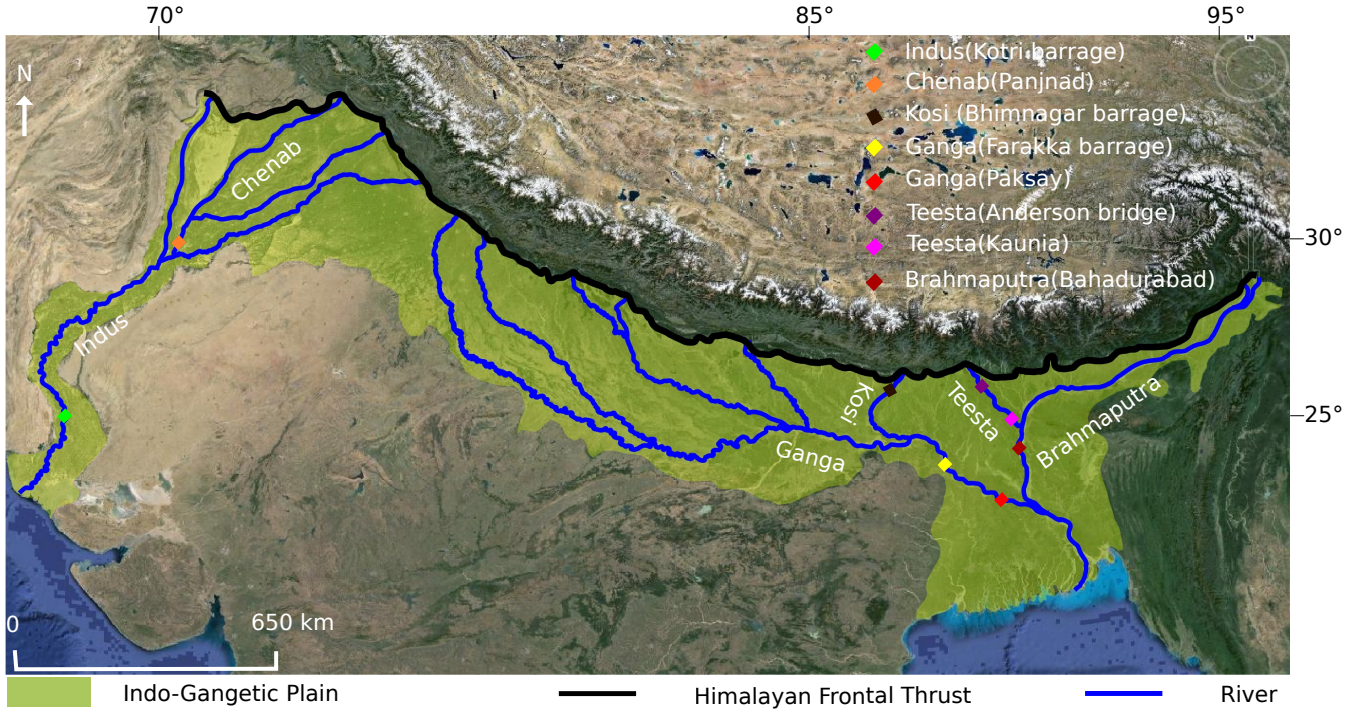 70°
85°
95°
N
Indus(Kotri barrage)
Chenab(Panjnad)
Kosi (Bhimnagar barrage)
Ganga(Farakka barrage)
Ganga(Paksay)
Teesta(Anderson bridge)
Teesta(Kaunia)
Brahmaputra(Bahadurabad)
N
Chenab
30°
Indus
25°
Kosi
Teesta
Brahmaputra
Ganga
0
650 km
Indo-Gangetic Plain
Himalayan Frontal Thrust
River